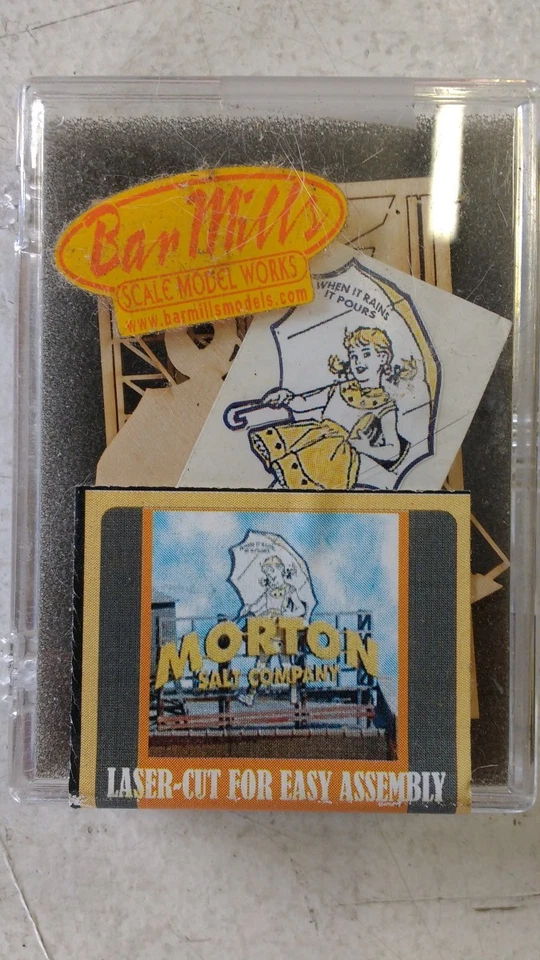 Bar Mills
SCALE MODEL WORKS
www.barmillsmodels.com
WHEN IT RAINS
IT POURS
MORTON
SALT COMPANY
LASER-CUT FOR EASY ASSEMBLY